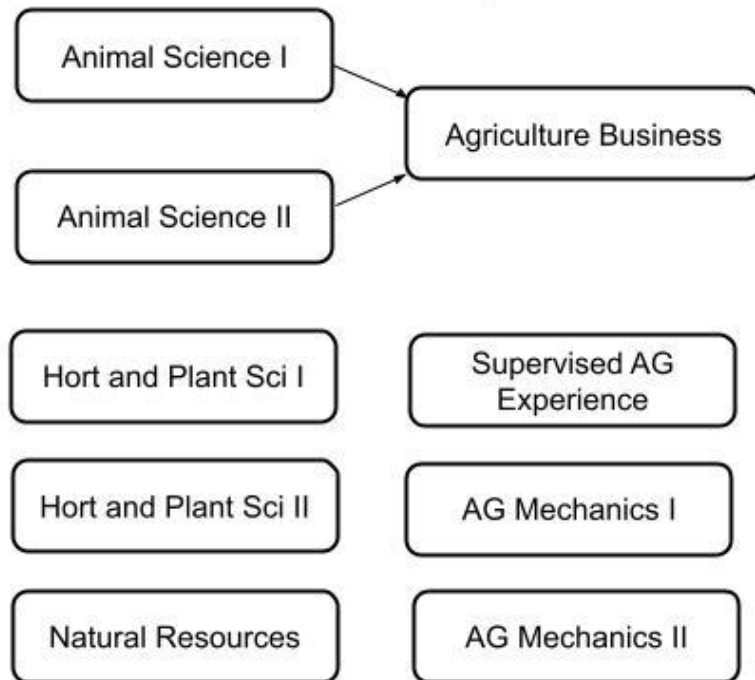 Animal Science I
Agriculture Business
Animal Science II
Hort and Plant Sci I
Supervised AG
Experience
Hort and Plant Sci II
AG Mechanics I
Natural Resources
AG Mechanics II